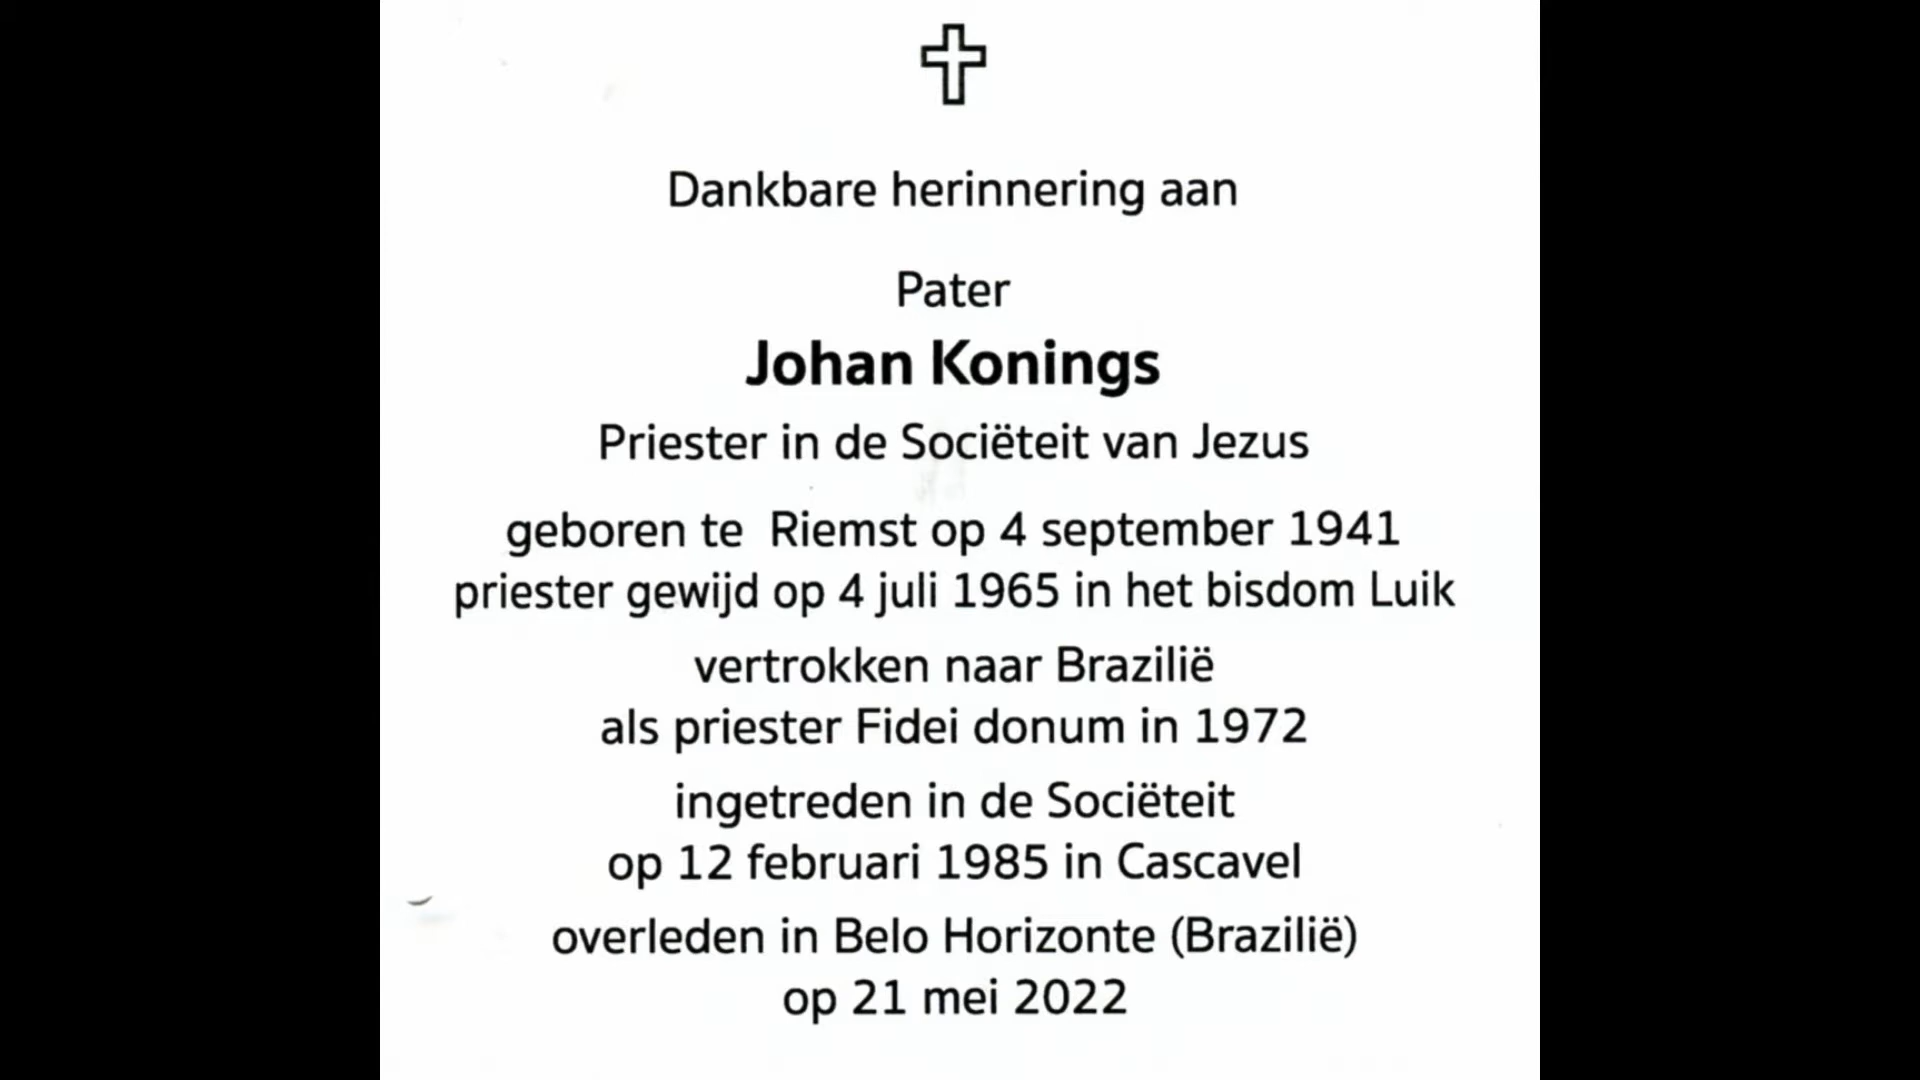 Dankbare herinnering aan
Pater
Johan Konings
Priester in de Sociëteit van Jezus
geboren te Riemst op 4 september 1941
priester gewijd op 4 juli 1965 in het bisdom Luik
vertrokken naar Brazilië
als priester Fidei donum in 1972
ingetreden in de Sociëteit
op 12 februari 1985 in Cascavel
overleden in Belo Horizonte (Brazilië)
op 21 mei 2022